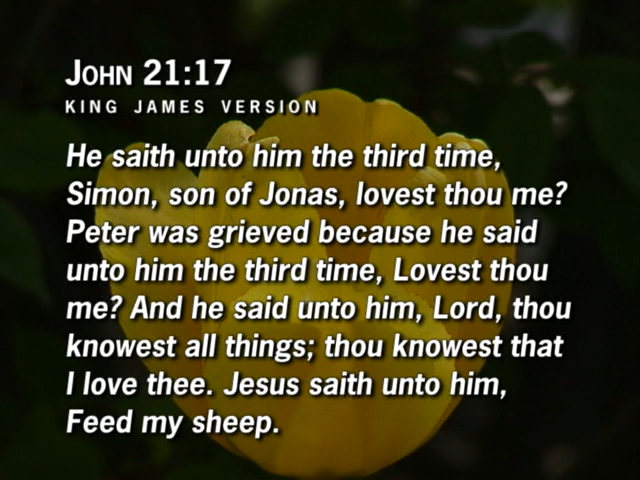 JOHN 21:17
KING JAMES VERSION
He saith unto him the third time,
Simon, son of Jonas, lovest thou me?
Peter was grieved because he said
unto him the third time, Lovest thou
me? And he said unto him, Lord, thou
knowest all things; thou knowest that
I love thee. Jesus saith unto him,
Feed my sheep.